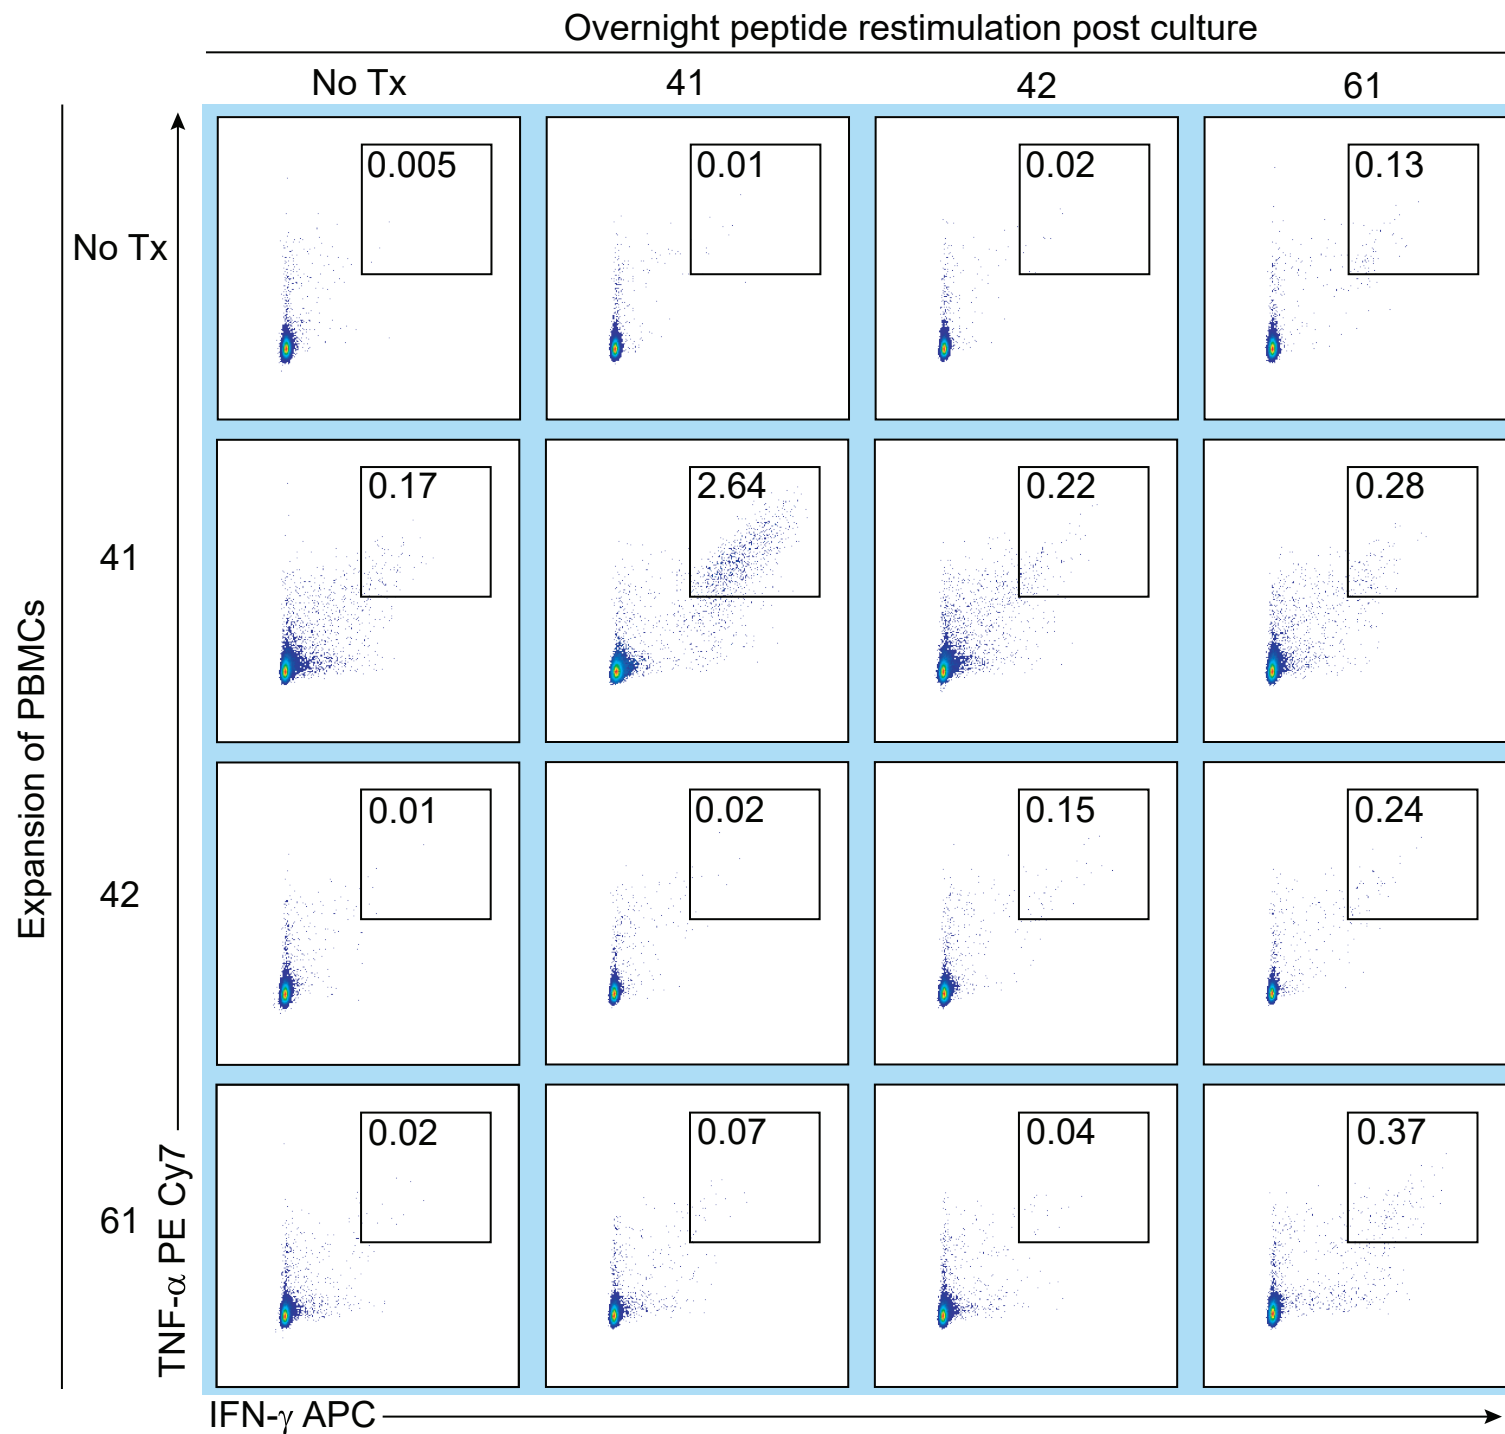 Overnight peptide restimulation post culture
No Tx 41 42 61
Expansion of PBMCs
TNF-α PE Cy7
No Tx 0.005 0.01 0.02 0.13
41 0.17 2.64 0.22 0.28
42 0.01 0.02 0.15 0.24
61 0.02 0.07 0.04 0.37
IFN-γ APC